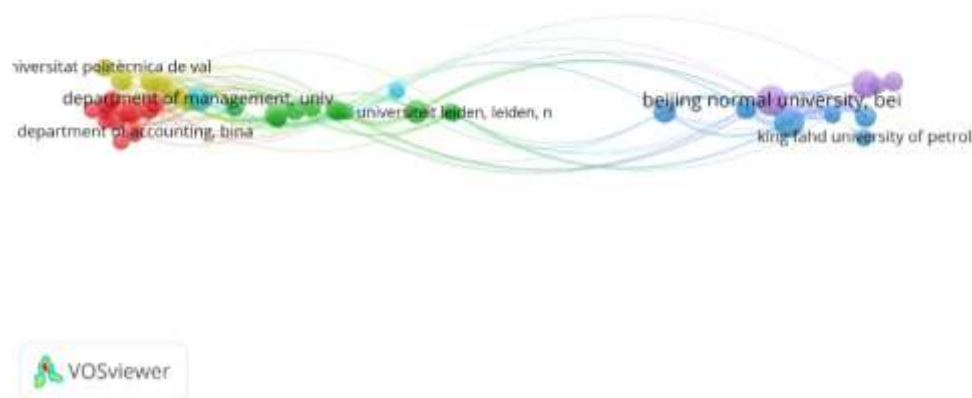 niversitat politècnica de val
department of management, univ
universiteit leiden, leiden, n
beijing normal university, bei
department of accounting, bina
king fahd university of petrol
VOSviewer